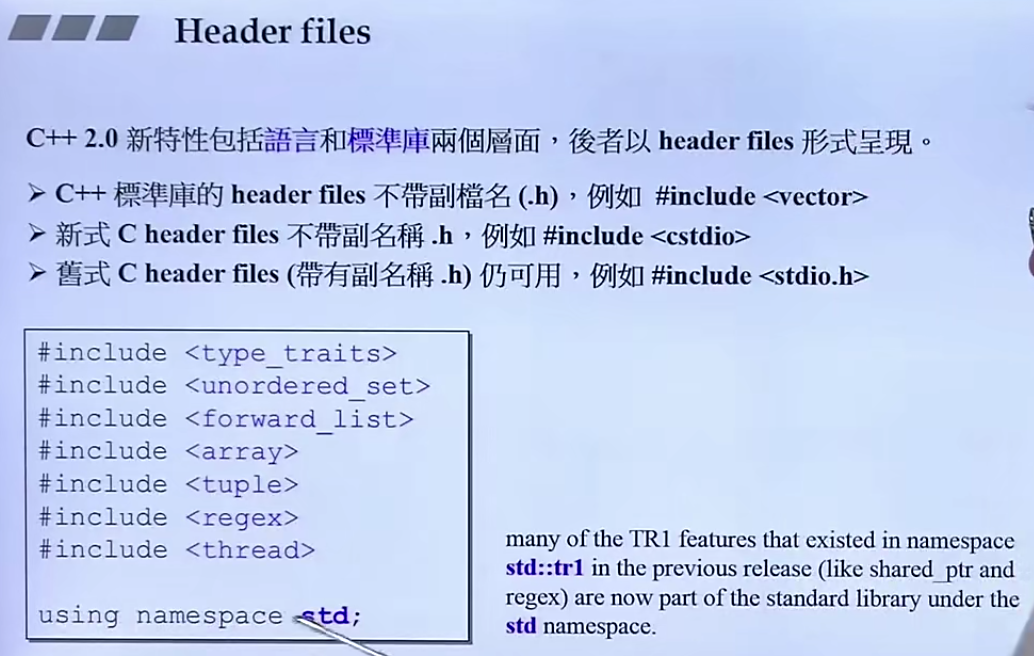 Header files
C++ 2.0 新特性包括語言和標準庫兩個層面，後者以 header files 形式呈現。
➤ C++ 標準庫的 header files 不帶副檔名 (.h)，例如 #include <vector>
➤ 新式 C header files 不帶副名稱 .h，例如 #include <cstdio>
➤ 舊式 C header files (帶有副名稱 .h) 仍可用，例如 #include <stdio.h>
#include <type_traits>
#include <unordered_set>
#include <forward_list>
#include <array>
#include <tuple>
#include <regex>
#include <thread>
using namespace std;
many of the TR1 features that existed in namespace
std::tr1 in the previous release (like shared_ptr and
regex) are now part of the standard library under the
std namespace.